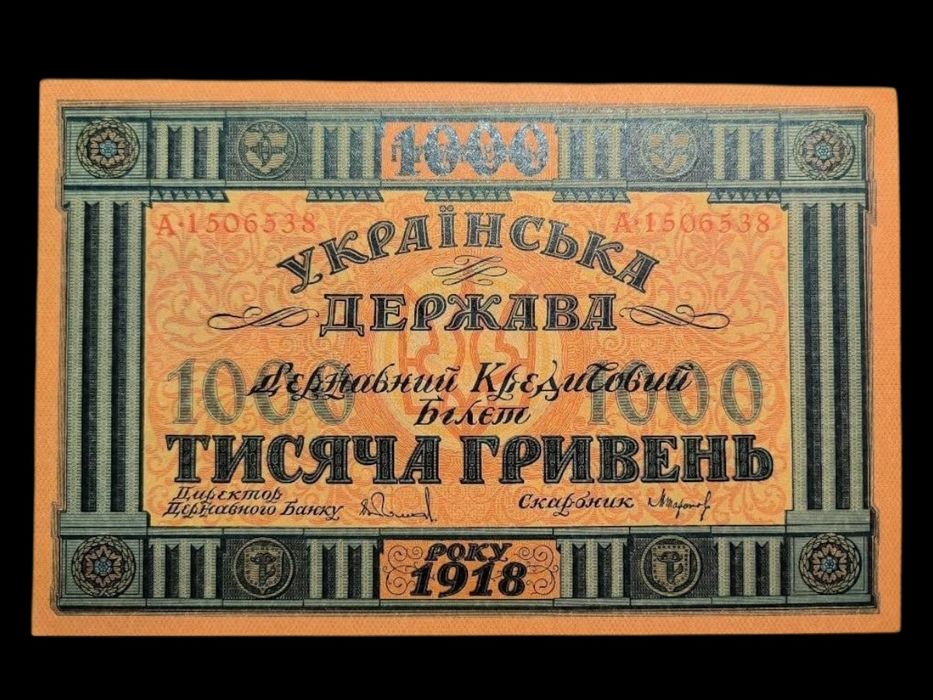 1000
А·1506538 А·1506538
УКРАЇНСЬКА
ДЕРЖАВА
1000 Державний Кредитовий 1000
Білет
ТИСЯЧА ГРИВЕНЬ
Директор
Державного Банку
Скарбник
РОКУ
1918